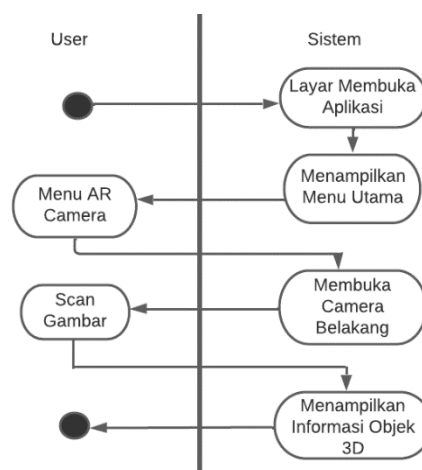 User
Sistem
Layar Membuka
Aplikasi
Menampilkan
Menu Utama
Menu AR
Camera
Membuka
Camera
Belakang
Scan
Gambar
Menampilkan
Informasi Objek
3D